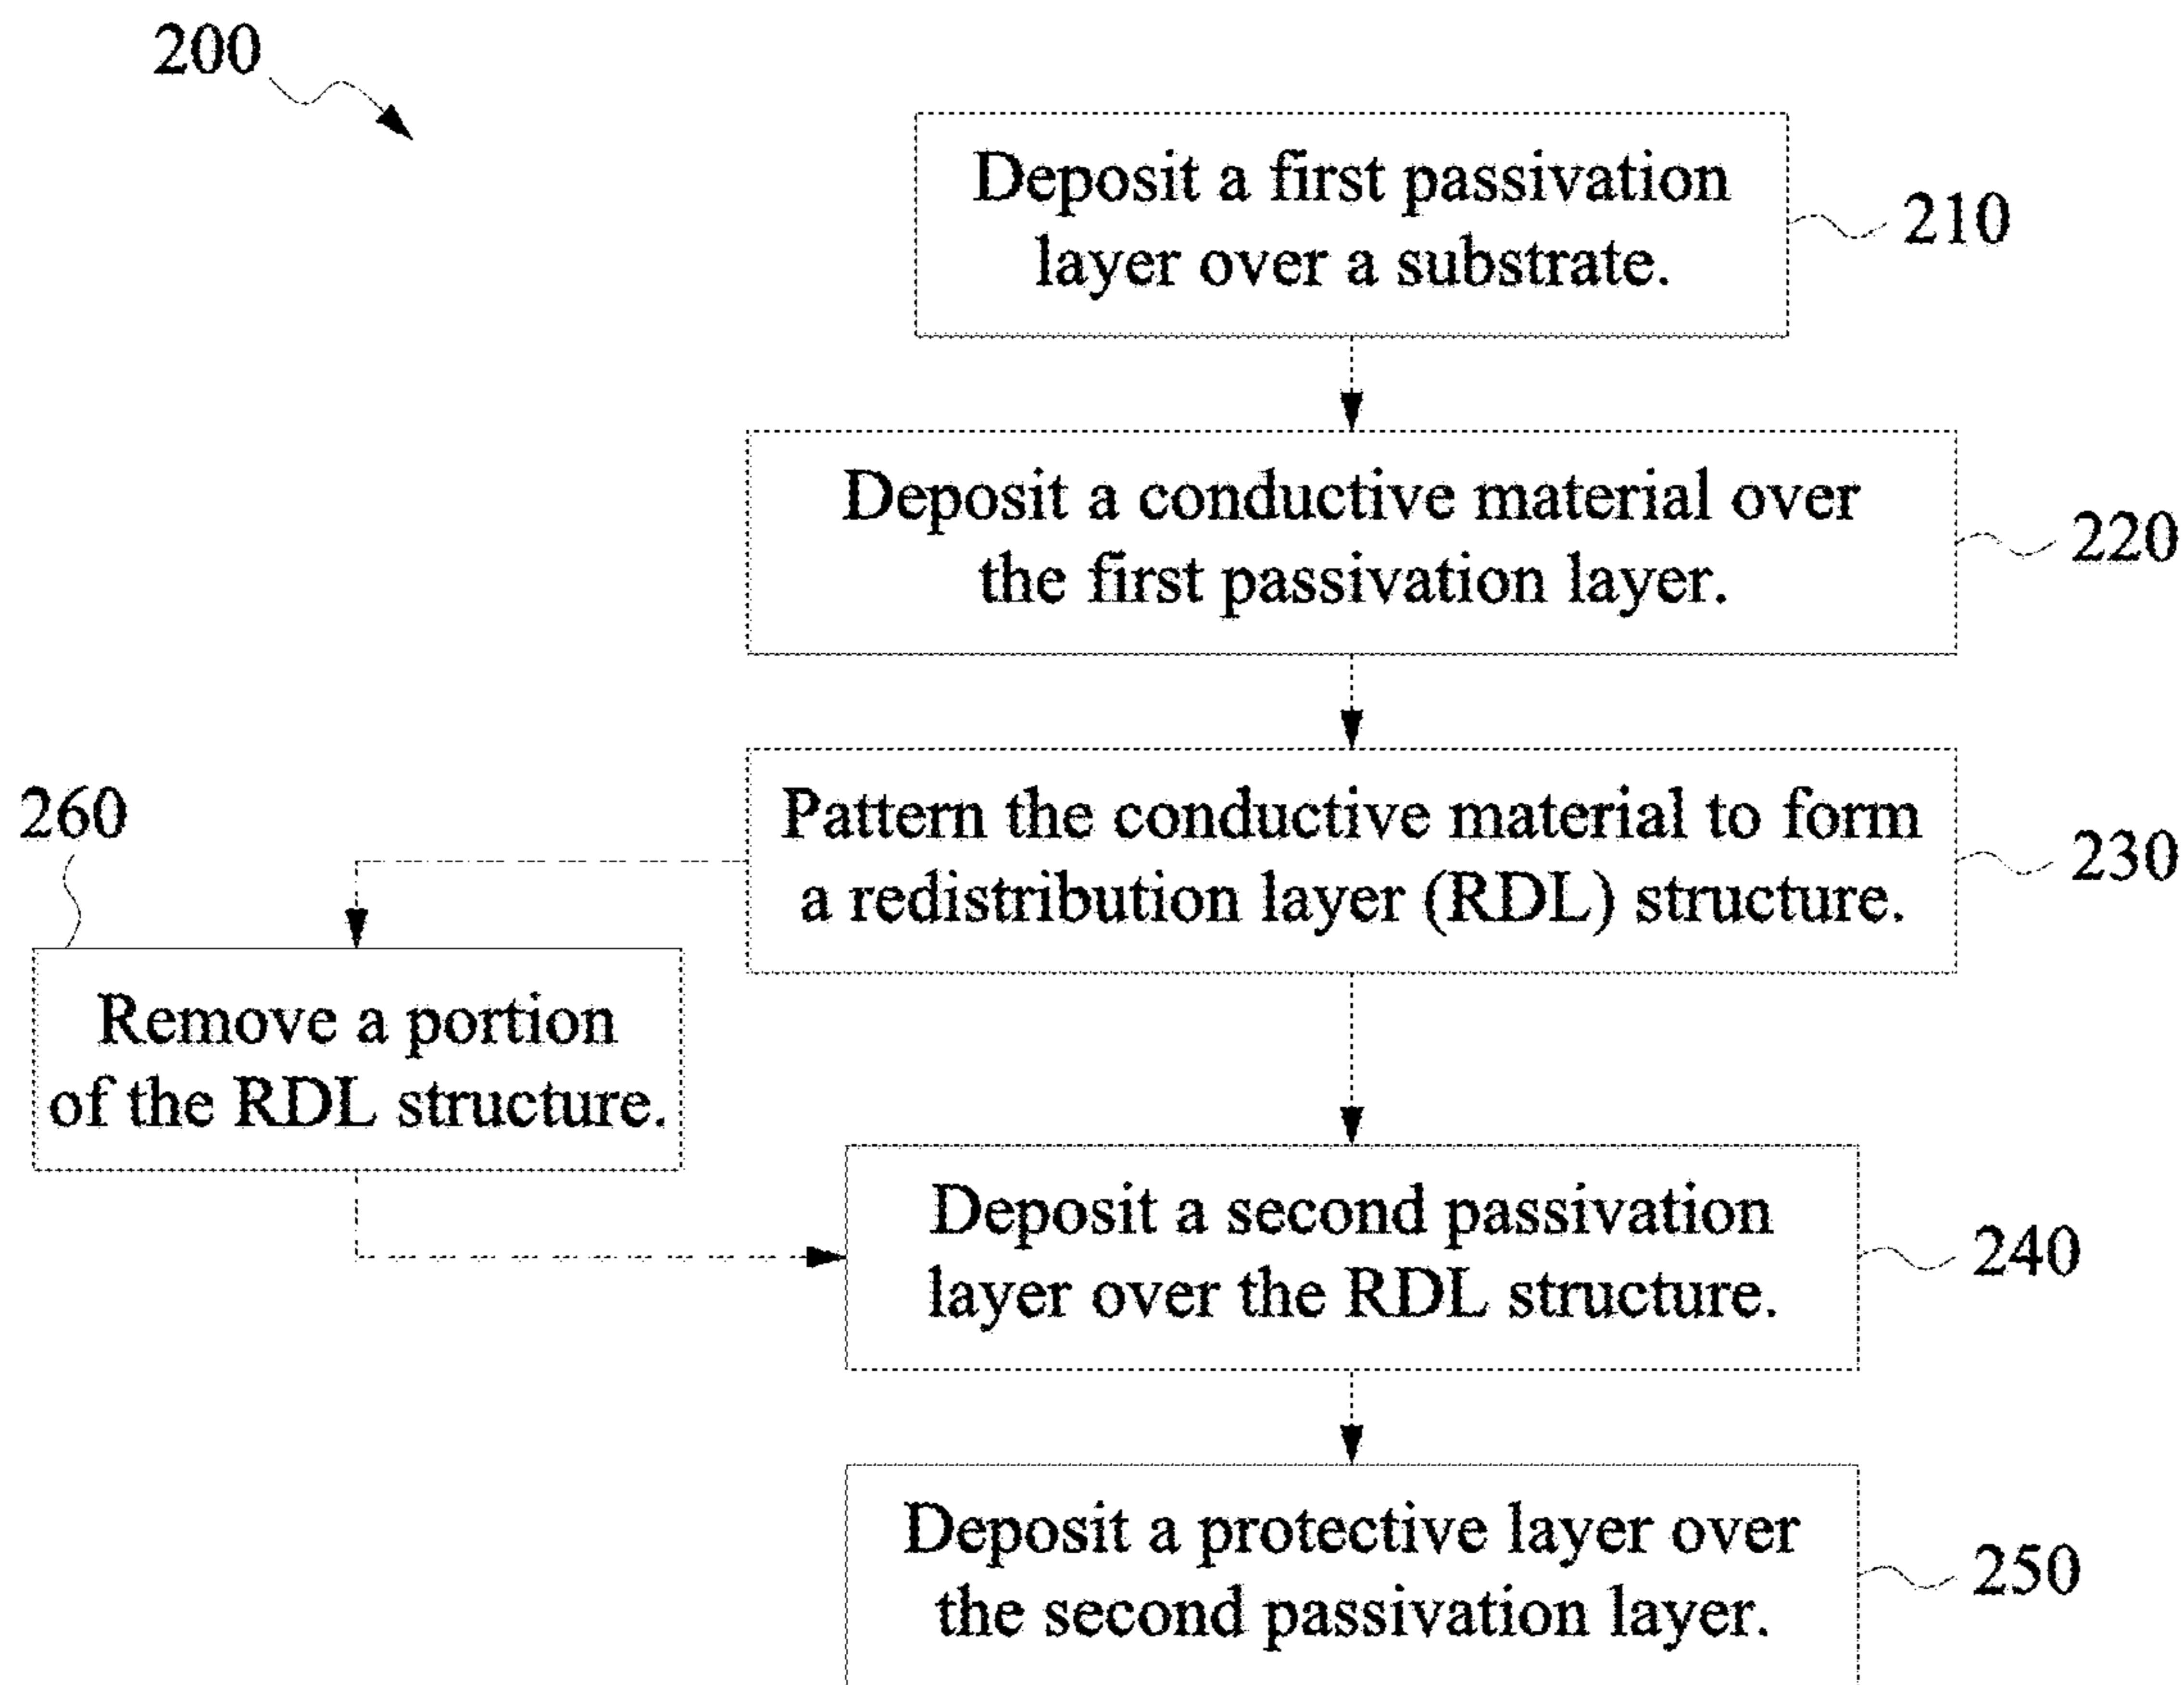 200
Deposit a first passivation
layer over a substrate.
210
Deposit a conductive material over
the first passivation layer.
220
Pattern the conductive material to form
a redistribution layer (RDL) structure.
230
260
Remove a portion
of the RDL structure.
Deposit a second passivation
layer over the RDL structure.
240
Deposit a protective layer over
the second passivation layer.
250